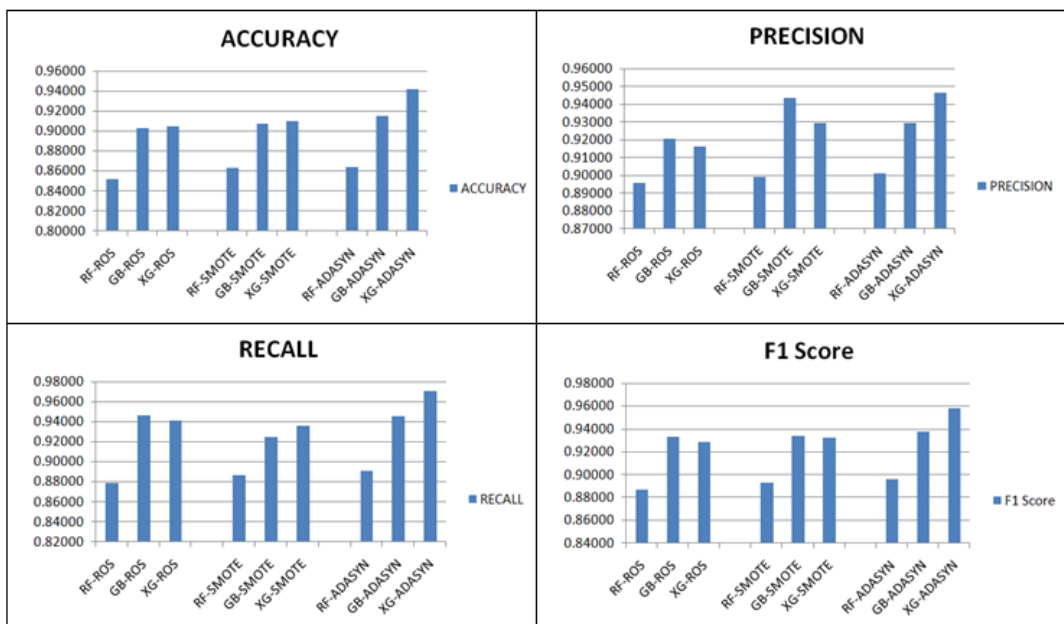 ACCURACY
0.96000
0.94000
0.92000
0.90000
0.88000
0.86000
0.84000
0.82000
0.80000
ACCURACY
RF-ROS
GB-ROS
XG-ROS
RF-SMOTE
GB-SMOTE
XG-SMOTE
RF-ADASYN
GB-ADASYN
XG-ADASYN
PRECISION
0.96000
0.95000
0.94000
0.93000
0.92000
0.91000
0.90000
0.89000
0.88000
0.87000
PRECISION
RF-ROS
GB-ROS
XG-ROS
RF-SMOTE
GB-SMOTE
XG-SMOTE
RF-ADASYN
GB-ADASYN
XG-ADASYN
RECALL
0.98000
0.96000
0.94000
0.92000
0.90000
0.88000
0.86000
0.84000
0.82000
RECALL
RF-ROS
GB-ROS
XG-ROS
RF-SMOTE
GB-SMOTE
XG-SMOTE
RF-ADASYN
GB-ADASYN
XG-ADASYN
F1 Score
0.98000
0.96000
0.94000
0.92000
0.90000
0.88000
0.86000
0.84000
F1 Score
RF-ROS
GB-ROS
XG-ROS
RF-SMOTE
GB-SMOTE
XG-SMOTE
RF-ADASYN
GB-ADASYN
XG-ADASYN